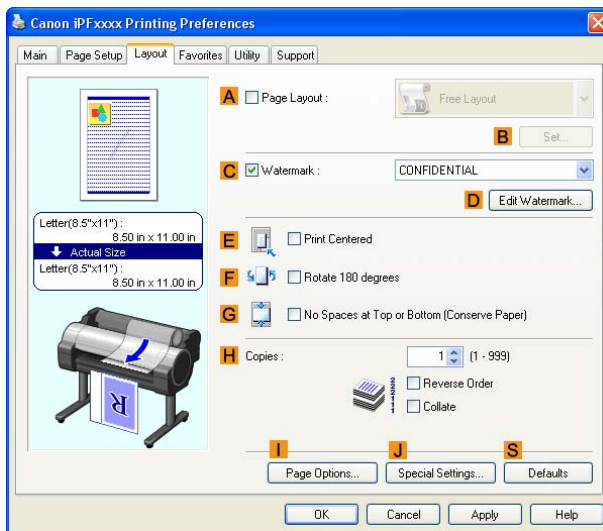 Canon iPFxxxx Printing Preferences
Main Page Setup Layout Favorites Utility Support
A Page Layout : Free Layout
B Set...
C Watermark : CONFIDENTIAL
D Edit Watermark...
Letter(8.5"x11") :
8.50 in x 11.00 in
Actual Size
Letter(8.5"x11") :
8.50 in x 11.00 in
E Print Centered
F Rotate 180 degrees
G No Spaces at Top or Bottom (Conserve Paper)
H Copies : 1 (1 - 999)
Reverse Order
Collate
R
I J S
Page Options... Special Settings... Defaults
OK Cancel Apply Help